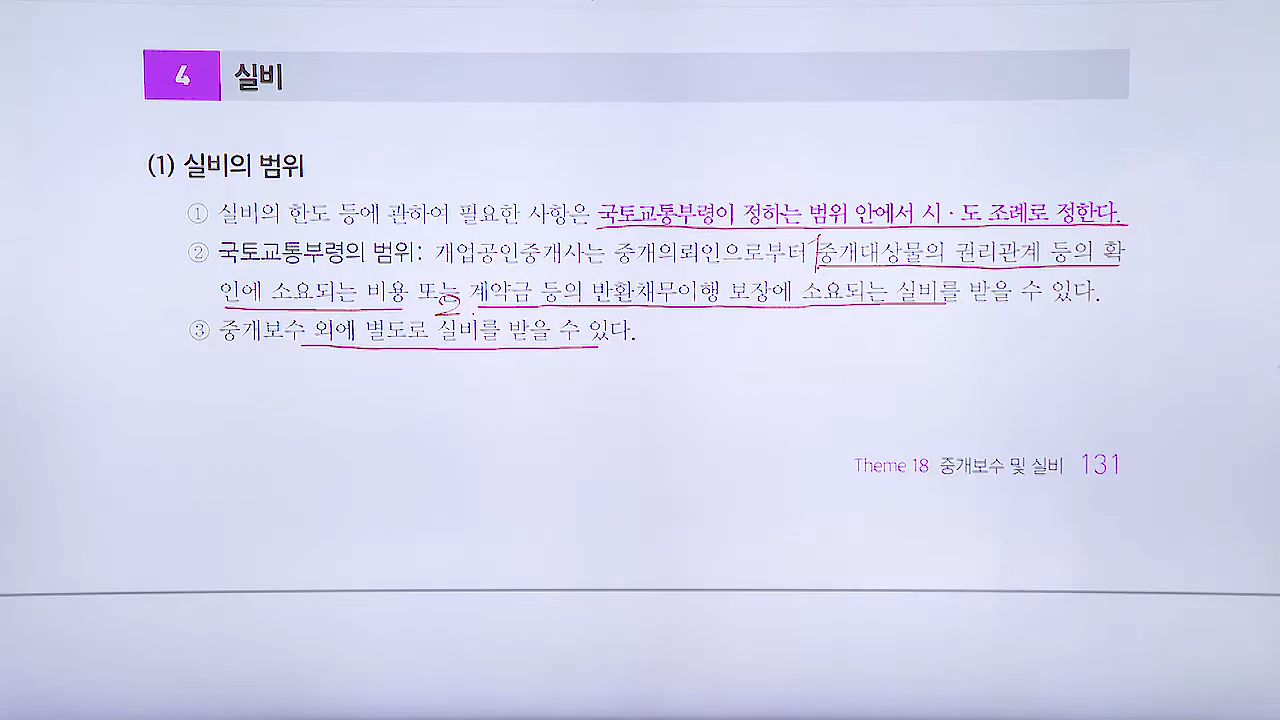 4 실비
(1) 실비의 범위
① 실비의 한도 등에 관하여 필요한 사항은 국토교통부령이 정하는 범위 안에서 시·도 조례로 정한다.
② 국토교통부령의 범위: 개업공인중개사는 중개의뢰인으로부터 1 중개대상물의 권리관계 등의 확
인에 소요되는 비용 또는 2. 계약금 등의 반환채무이행 보장에 소요되는 실비를 받을 수 있다.
③ 중개보수 외에 별도로 실비를 받을 수 있다.
Theme 18 중개보수 및 실비 131